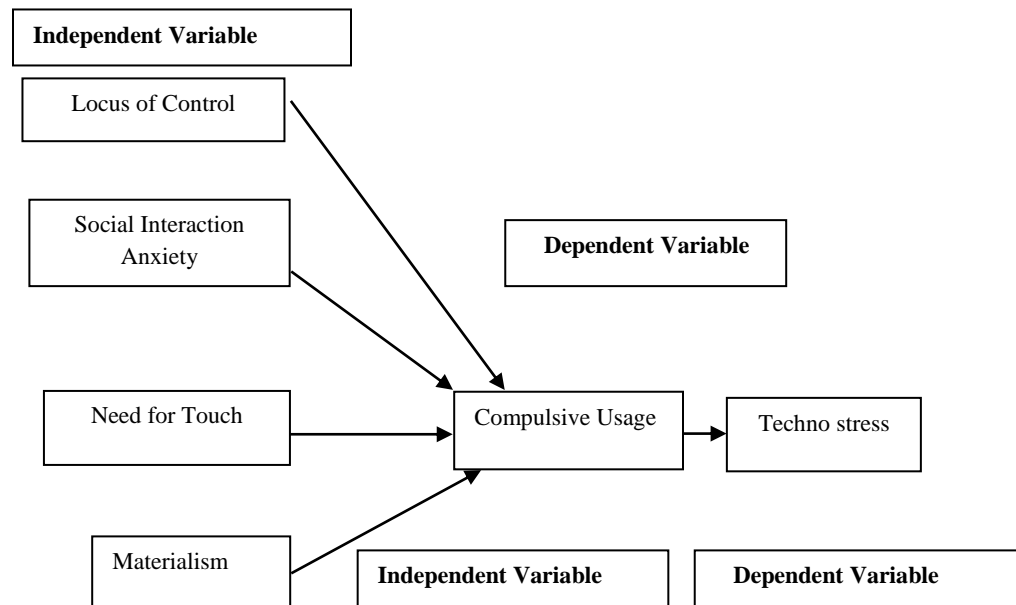 Independent Variable
Locus of Control
Social Interaction
Anxiety
Dependent Variable
Need for Touch
Compulsive Usage
Techno stress
Materialism
Independent Variable
Dependent Variable